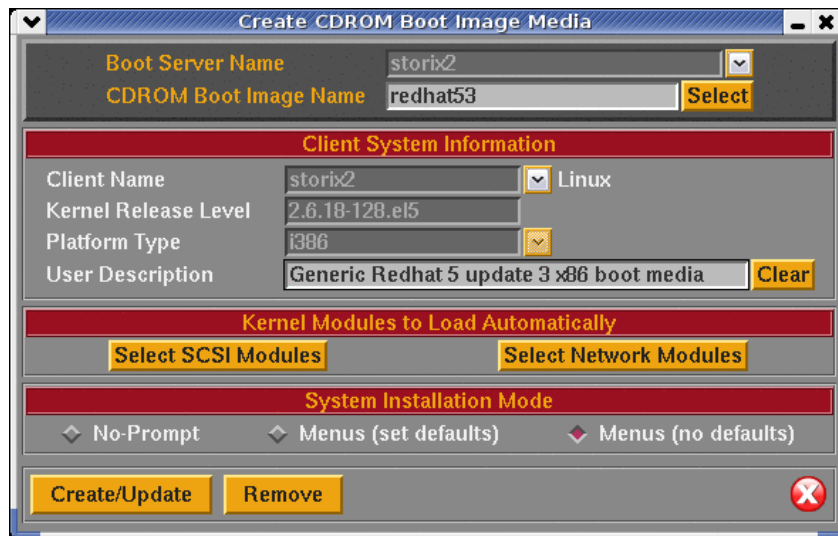 Create CDROM Boot Image Media
Boot Server Name storix2
CDROM Boot Image Name redhat53 Select
Client System Information
Client Name storix2 Linux
Kernel Release Level 2.6.18-128.el5
Platform Type i386
User Description Generic Redhat 5 update 3 x86 boot media Clear
Kernel Modules to Load Automatically
Select SCSI Modules Select Network Modules
System Installation Mode
No-Prompt Menus (set defaults) Menus (no defaults)
Create/Update Remove